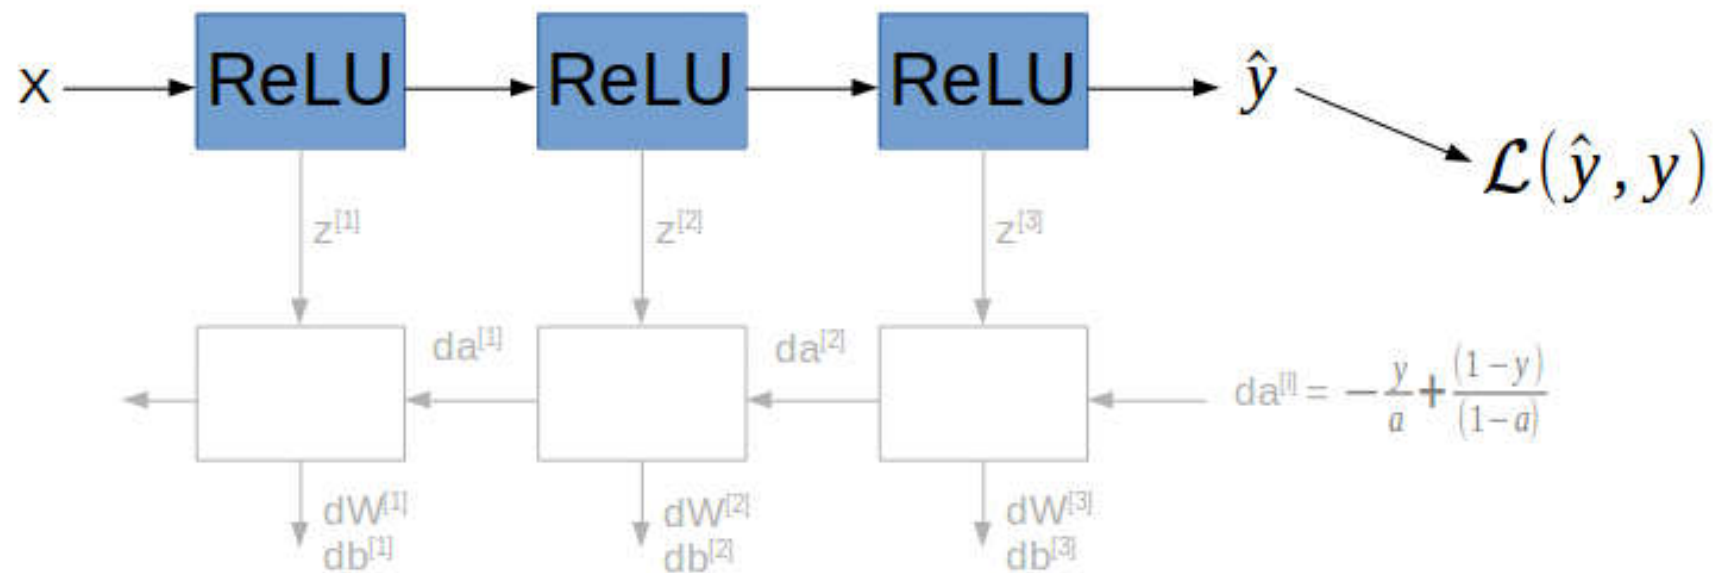 X ReLU ReLU ReLU ŷ
ℒ(ŷ, y)
z[1] z[2] z[3]
da[1] da[2] da[l] = −y/a + (1−y)/(1−a)
dW[1] dW[2] dW[3]
db[1] db[2] db[3]